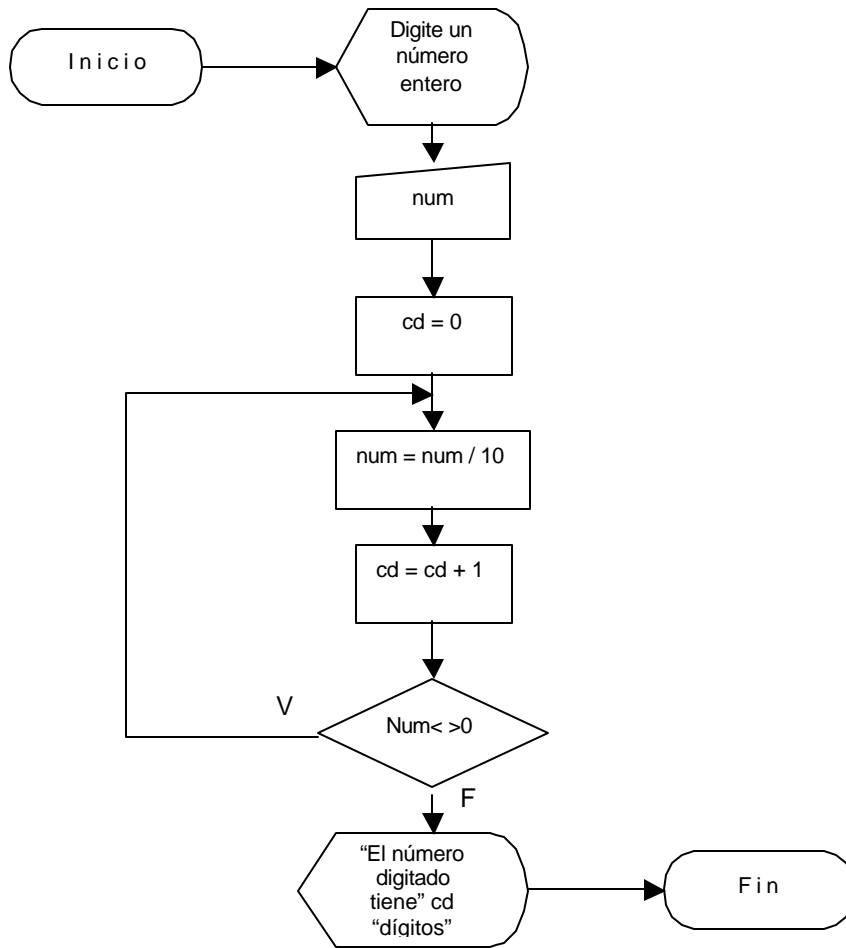 Inicio
Digite un
número
entero
num
cd = 0
num = num / 10
cd = cd + 1
V
Num< >0
F
“El número
digitado
tiene” cd
“dígitos”
Fin